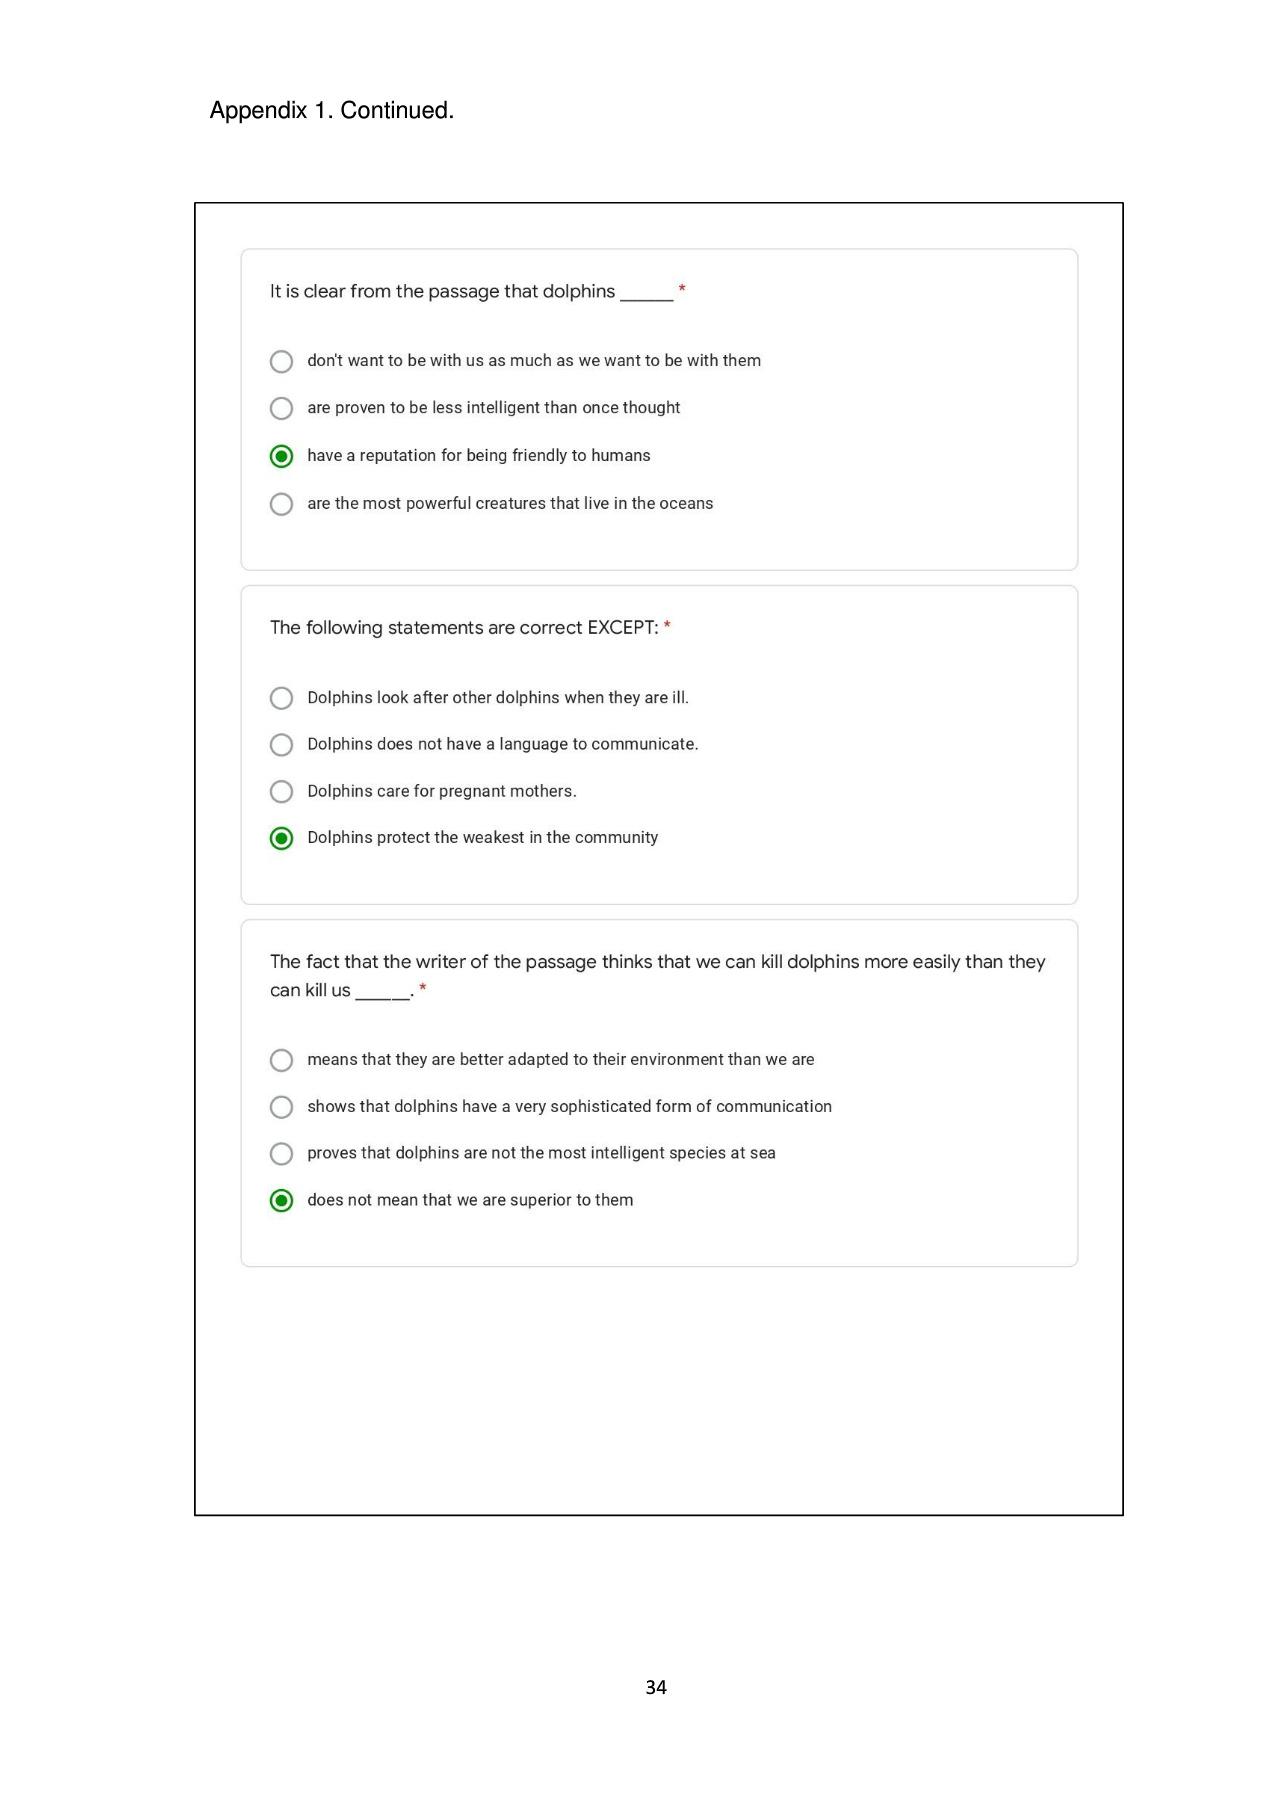 Appendix 1. Continued.
It is clear from the passage that dolphins ______ *
don't want to be with us as much as we want to be with them
are proven to be less intelligent than once thought
have a reputation for being friendly to humans
are the most powerful creatures that live in the oceans
The following statements are correct EXCEPT: *
Dolphins look after other dolphins when they are ill.
Dolphins does not have a language to communicate.
Dolphins care for pregnant mothers.
Dolphins protect the weakest in the community
The fact that the writer of the passage thinks that we can kill dolphins more easily than they
can kill us ______. *
means that they are better adapted to their environment than we are
shows that dolphins have a very sophisticated form of communication
proves that dolphins are not the most intelligent species at sea
does not mean that we are superior to them
34